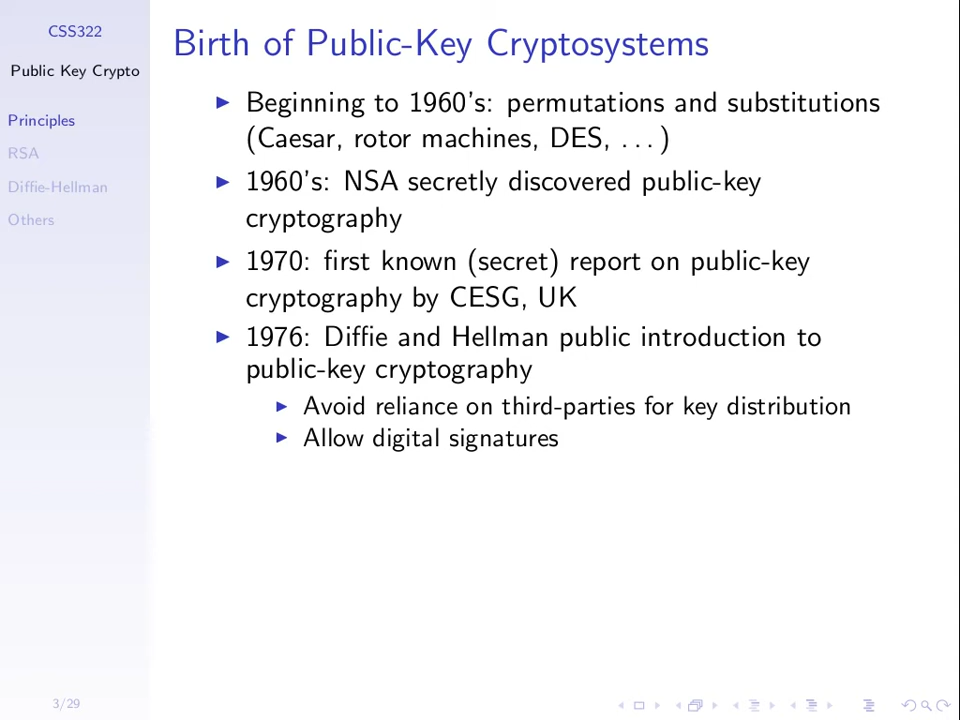 CSS322
Public Key Crypto
Principles
RSA
Diffie-Hellman
Others
3/29
Birth of Public-Key Cryptosystems
Beginning to 1960's: permutations and substitutions
(Caesar, rotor machines, DES, . . . )
1960's: NSA secretly discovered public-key
cryptography
1970: first known (secret) report on public-key
cryptography by CESG, UK
1976: Diffie and Hellman public introduction to
public-key cryptography
Avoid reliance on third-parties for key distribution
Allow digital signatures